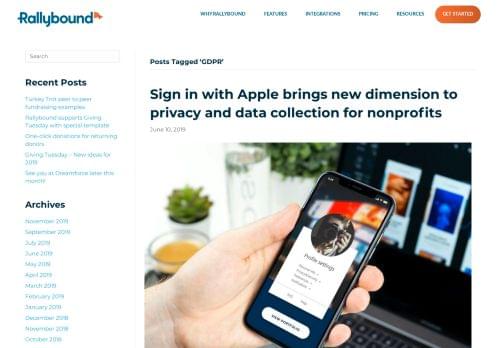 Rallybound
WHY RALLYBOUND
FEATURES
INTEGRATIONS
PRICING
RESOURCES
GET STARTED
Search
Recent Posts
Turkey Trot peer to peer
fundraising examples
Rallybound supports Giving
Tuesday with special template
One-click donations for returning
donors
Giving Tuesday – New ideas for
2019
See you at Dreamforce later this
month!
Archives
November 2019
September 2019
July 2019
June 2019
May 2019
April 2019
March 2019
February 2019
January 2019
December 2018
November 2018
October 2018
Posts Tagged 'GDPR'
Sign in with Apple brings new dimension to
privacy and data collection for nonprofits
June 10, 2019
Profile settings
VIEW PORTFOLIO